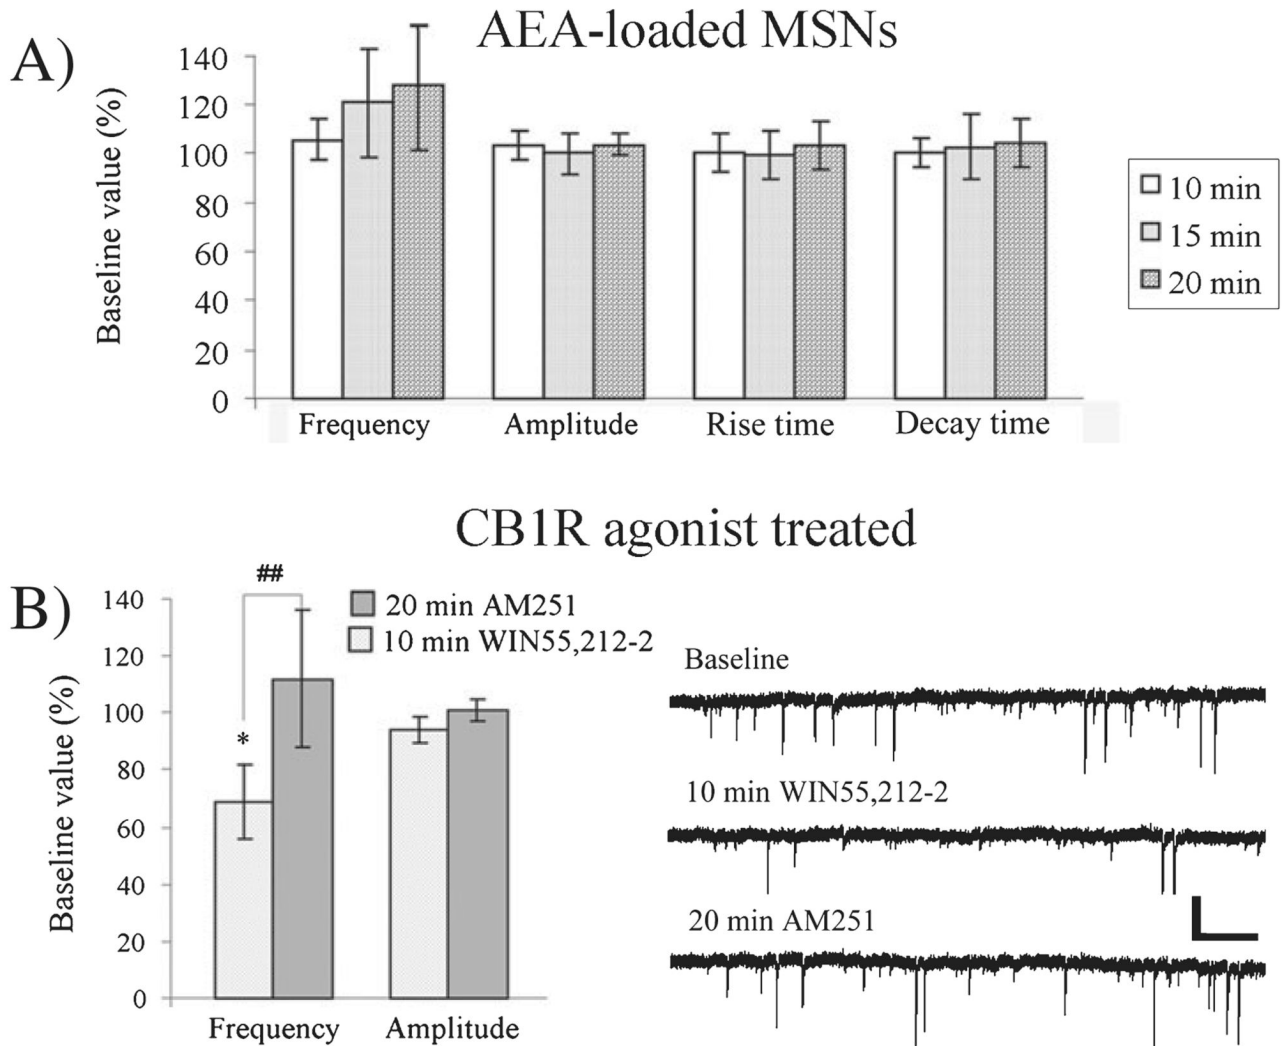 A)
AEA-loaded MSNs
Baseline value (%)
140
120
100
80
60
40
20
0
Frequency Amplitude Rise time Decay time
10 min
15 min
20 min
CB1R agonist treated
B)
Baseline value (%)
140
120
100
80
60
40
20
0
##
*
20 min AM251
10 min WIN55,212-2
Frequency Amplitude
Baseline
10 min WIN55,212-2
20 min AM251